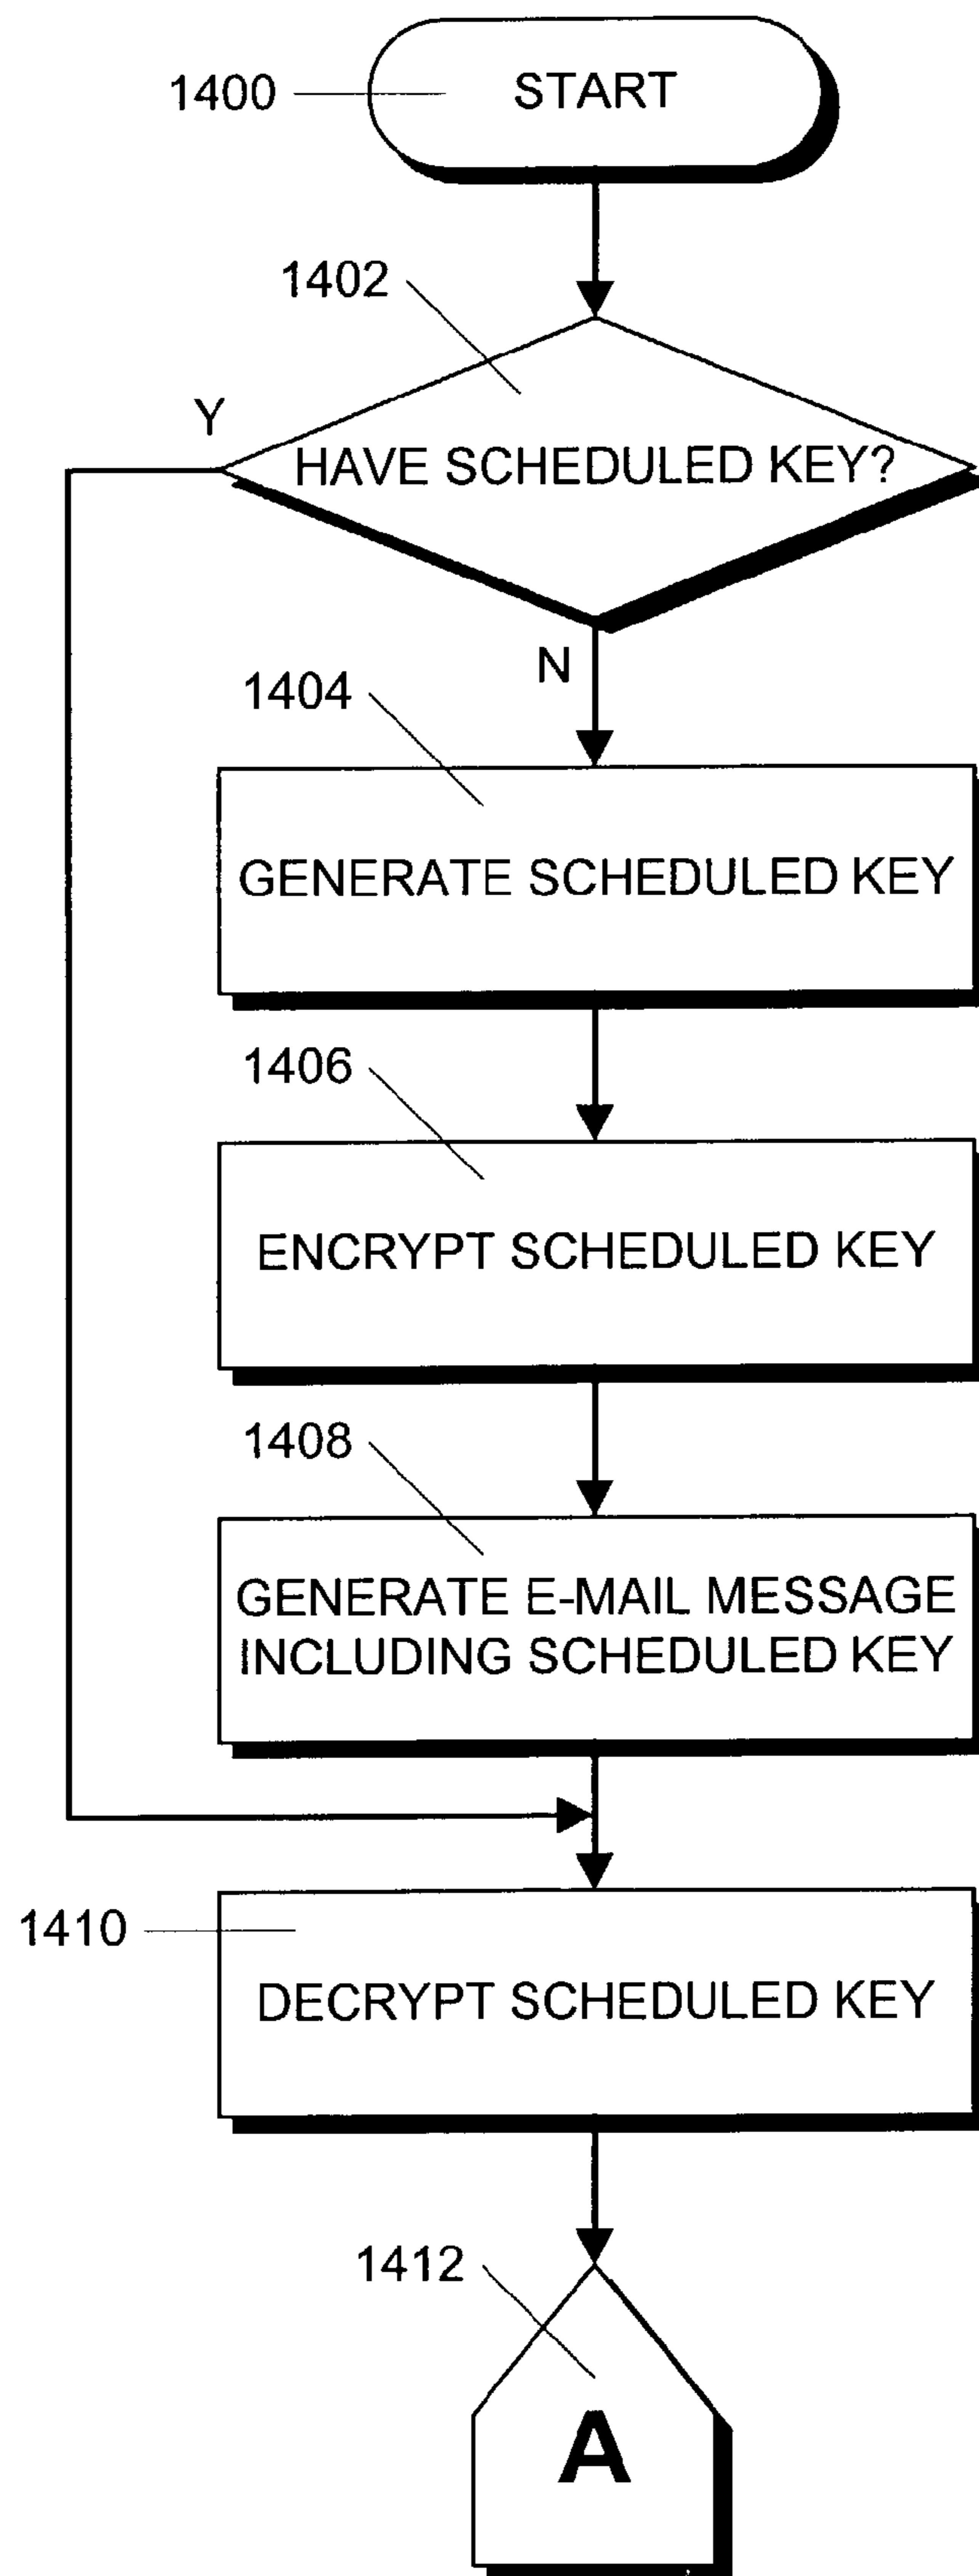 1400
START
1402
Y
HAVE SCHEDULED KEY?
N
1404
GENERATE SCHEDULED KEY
1406
ENCRYPT SCHEDULED KEY
1408
GENERATE E-MAIL MESSAGE
INCLUDING SCHEDULED KEY
1410
DECRYPT SCHEDULED KEY
1412
A